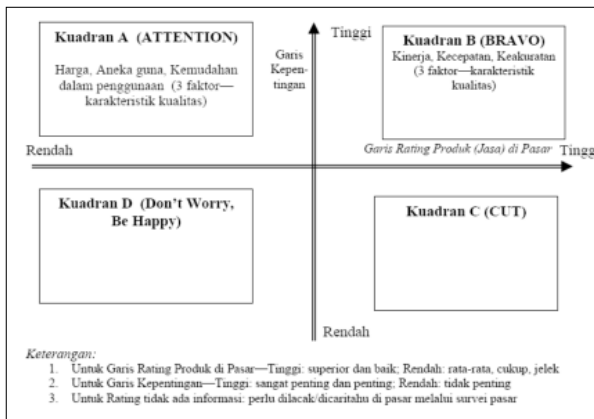 Kuadran A (ATTENTION)
Harga, Aneka guna, Kemudahan
dalam penggunaan (3 faktor—
karakteristik kualitas)
Garis
Kepen-
tingan
Tinggi
Kuadran B (BRAVO)
Kinerja, Kecepatan, Keakuratan
(3 faktor—karakteristik
kualitas)
Rendah
Garis Rating Produk (Jasa) di Pasar
Tingg
Kuadran D (Don't Worry,
Be Happy)
Kuadran C (CUT)
Rendah
Keterangan:
1. Untuk Garis Rating Produk di Pasar—Tinggi: superior dan baik; Rendah: rata-rata, cukup, jelek
2. Untuk Garis Kepentingan—Tinggi: sangat penting dan penting; Rendah: tidak penting
3. Untuk Rating tidak ada informasi: perlu dilacak/dicaritahu di pasar melalui survei pasar